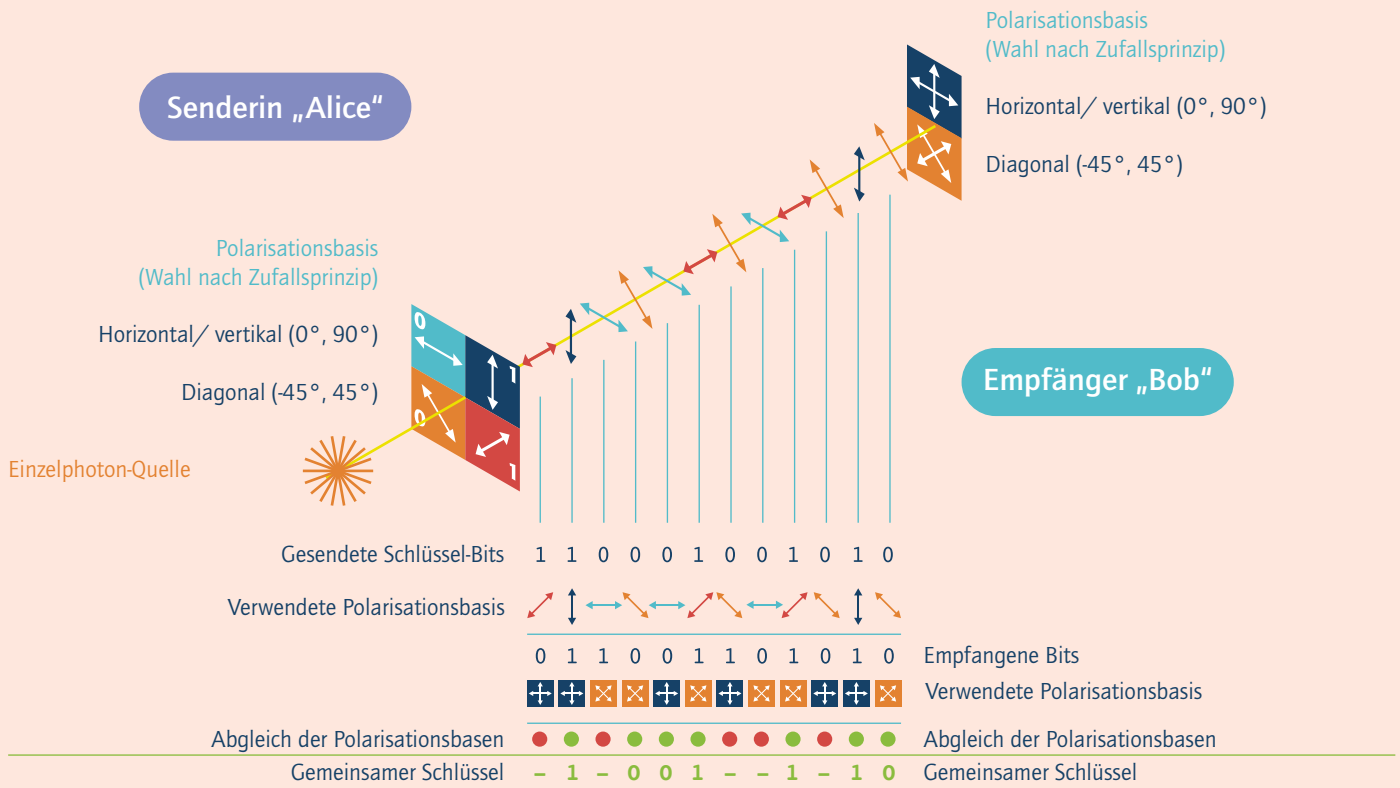 Polarisationsbasis
(Wahl nach Zufallsprinzip)
Horizontal/ vertikal (0°, 90°)
Diagonal (-45°, 45°)
Senderin „Alice“
Polarisationsbasis
(Wahl nach Zufallsprinzip)
Horizontal/ vertikal (0°, 90°)
Diagonal (-45°, 45°)
0
1
0
1
Empfänger „Bob“
Einzelphoton-Quelle
Gesendete Schlüssel-Bits 1 1 0 0 0 1 0 0 1 0 1 0
Verwendete Polarisationsbasis
0 1 1 0 0 1 1 0 1 0 1 0 Empfangene Bits
Verwendete Polarisationsbasis
Abgleich der Polarisationsbasen Abgleich der Polarisationsbasen
Gemeinsamer Schlüssel – 1 – 0 0 1 – – 1 – 1 0 Gemeinsamer Schlüssel